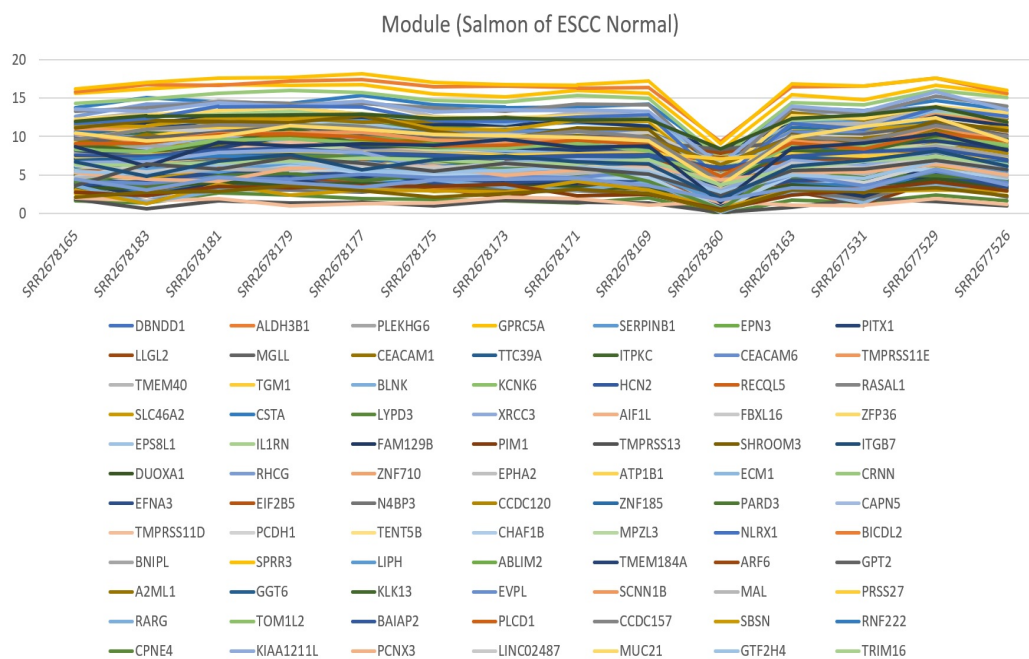 Module (Salmon of ESCC Normal)
20
15
10
5
0
SRR2678165 SRR2678183 SRR2678181 SRR2678179 SRR2678177 SRR2678175 SRR2678173 SRR2678171 SRR2678169 SRR2678360 SRR2678163 SRR2677531 SRR2677529 SRR2677526
DBNDD1 ALDH3B1 PLEKHG6 GPRC5A SERPINB1 EPN3 PITX1
LLGL2 MGLL CEACAM1 TTC39A ITPKC CEACAM6 TMPRSS11E
TMEM40 TGM1 BLNK KCNK6 HCN2 RECQL5 RASAL1
SLC46A2 CSTA LYPD3 XRCC3 AIF1L FBXL16 ZFP36
EPS8L1 IL1RN FAM129B PIM1 TMPRSS13 SHROOM3 ITGB7
DUOXA1 RHCG ZNF710 EPHA2 ATP1B1 ECM1 CRNN
EFNA3 EIF2B5 N4BP3 CCDC120 ZNF185 PARD3 CAPN5
TMPRSS11D PCDH1 TENT5B CHAF1B MPZL3 NLRX1 BICDL2
BNIPL SPRR3 LIPH ABLIM2 TMEM184A ARF6 GPT2
A2ML1 GGT6 KLK13 EVPL SCNN1B MAL PRSS27
RARG TOM1L2 BAIAP2 PLCD1 CCDC157 SBSN RNF222
CPNE4 KIAA1211L PCNX3 LINC02487 MUC21 GTF2H4 TRIM16